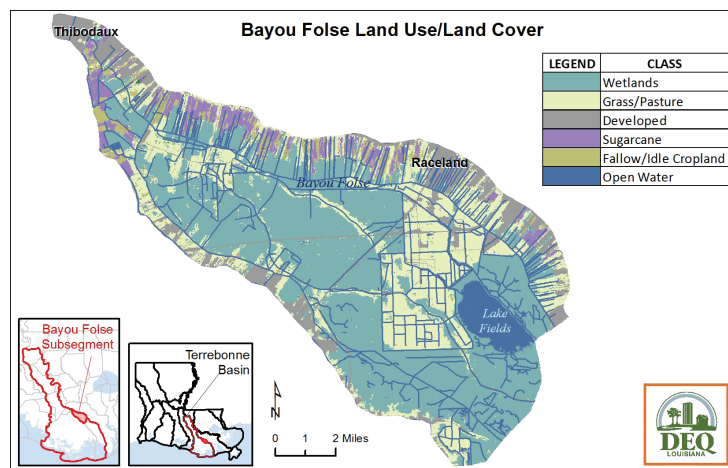 Bayou Folse Land Use/Land Cover
Thibodaux
LEGEND CLASS
Wetlands
Grass/Pasture
Developed
Sugarcane
Fallow/Idle Cropland
Open Water
Raceland
Bayou Folse
Lake
Fields
Bayou Folse
Subsegment
Terrebonne
Basin
N
0 1 2 Miles
DEQ
LOUISIANA